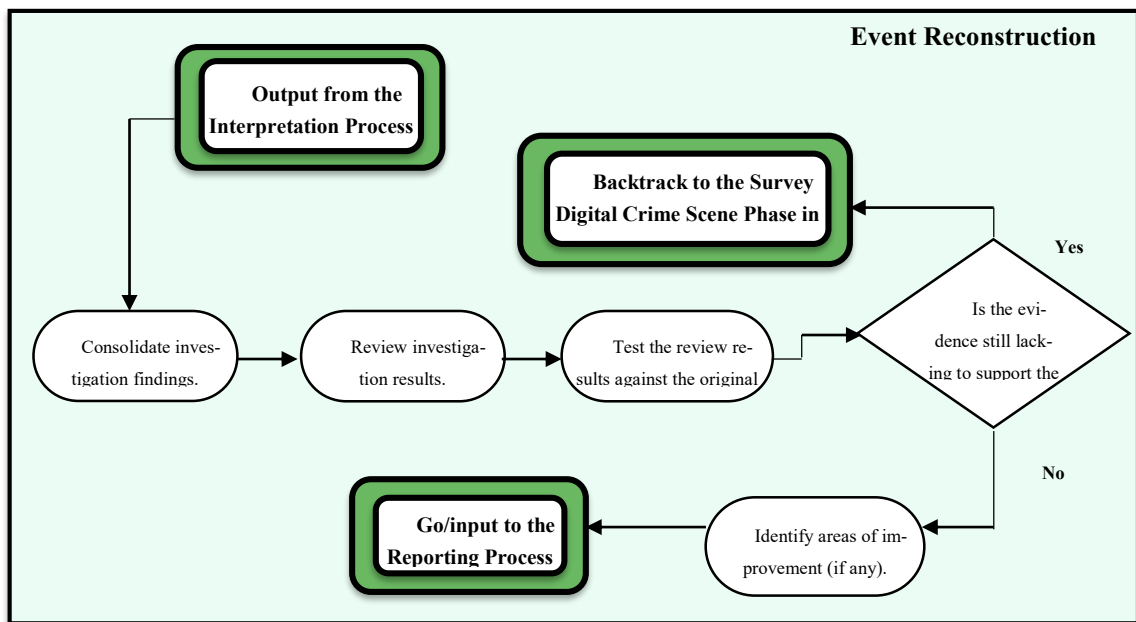 Event Reconstruction
Output from the
Interpretation Process
Backtrack to the Survey
Digital Crime Scene Phase in
Yes
Consolidate inves-
tigation findings.
Review investiga-
tion results.
Test the review re-
sults against the original
Is the evi-
dence still lack-
ing to support the
No
Go/input to the
Reporting Process
Identify areas of im-
provement (if any).